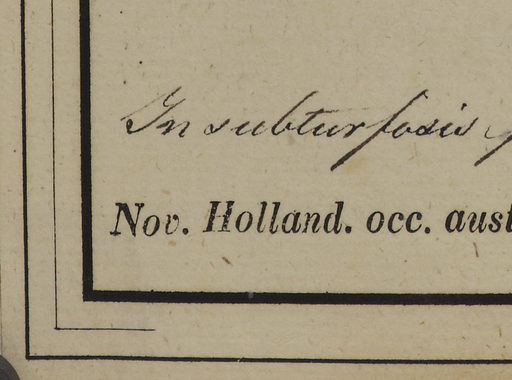 In subturfosis
Nov. Holland. occ. aust